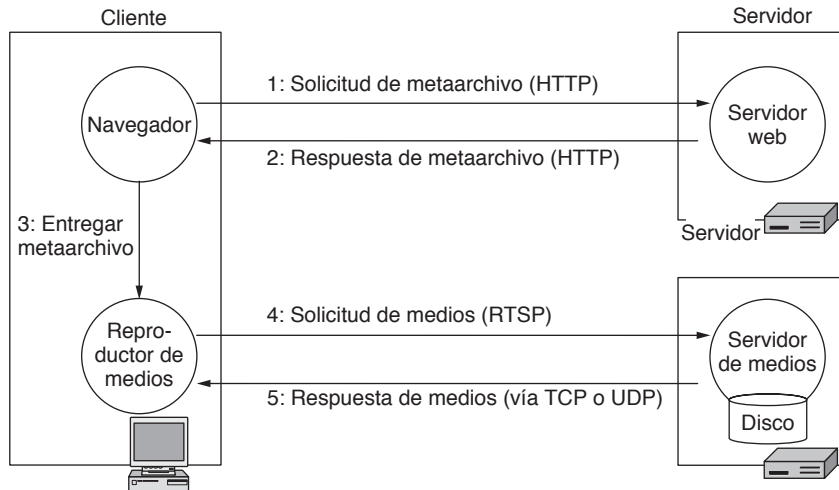 Cliente
Servidor
1: Solicitud de metaarchivo (HTTP)
Navegador
Servidor
web
2: Respuesta de metaarchivo (HTTP)
3: Entregar
metaarchivo
Servidor
4: Solicitud de medios (RTSP)
Repro-
ductor de
medios
Servidor
de medios
5: Respuesta de medios (vía TCP o UDP)
Disco